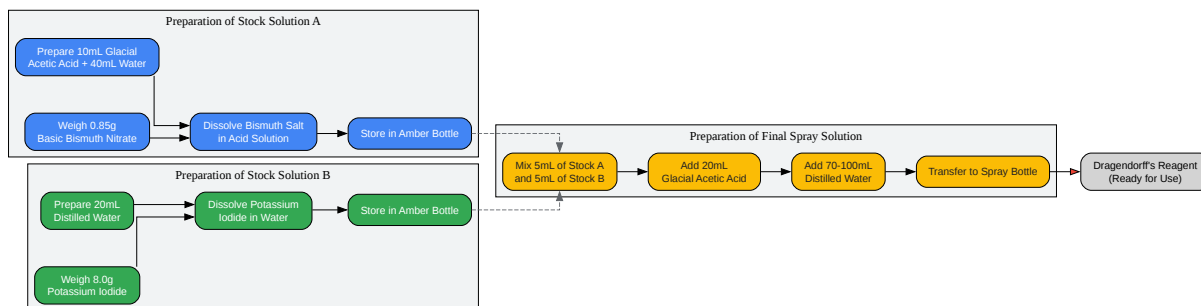 Preparation of Stock Solution A
Prepare 10mL Glacial
Acetic Acid + 40mL Water
Weigh 0.85g
Basic Bismuth Nitrate
Dissolve Bismuth Salt
in Acid Solution
Store in Amber Bottle
Preparation of Stock Solution B
Prepare 20mL
Distilled Water
Weigh 8.0g
Potassium Iodide
Dissolve Potassium
Iodide in Water
Store in Amber Bottle
Preparation of Final Spray Solution
Mix 5mL of Stock A
and 5mL of Stock B
Add 20mL
Glacial Acetic Acid
Add 70-100mL
Distilled Water
Transfer to Spray Bottle
Dragendorff's Reagent
(Ready for Use)